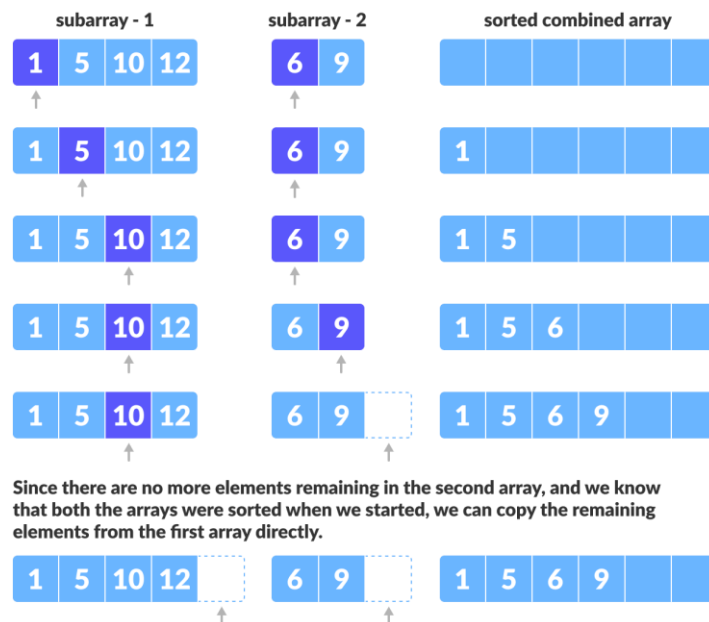 subarray - 1 subarray - 2 sorted combined array
1 5 10 12 6 9
1 5 10 12 6 9 1
1 5 10 12 6 9 1 5
1 5 10 12 6 9 1 5 6
1 5 10 12 6 9 1 5 6 9
Since there are no more elements remaining in the second array, and we know
that both the arrays were sorted when we started, we can copy the remaining
elements from the first array directly.
1 5 10 12 6 9 1 5 6 9